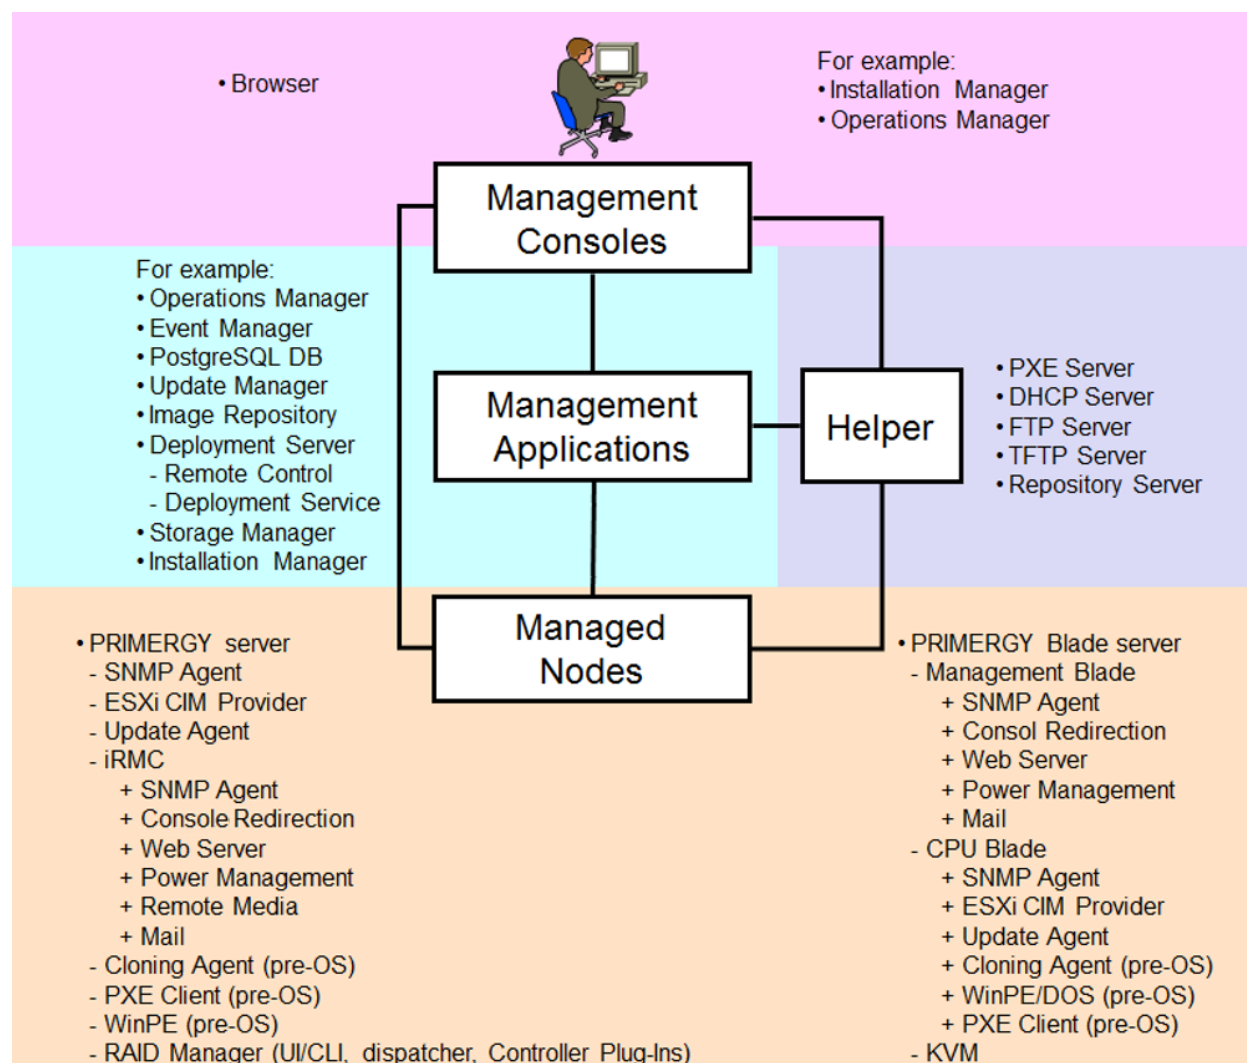 • Browser
For example:
• Installation Manager
• Operations Manager
Management
Consoles
For example:
• Operations Manager
• Event Manager
• PostgreSQL DB
• Update Manager
• Image Repository
• Deployment Server
- Remote Control
- Deployment Service
• Storage Manager
• Installation Manager
Management
Applications
Helper
• PXE Server
• DHCP Server
• FTP Server
• TFTP Server
• Repository Server
Managed
Nodes
• PRIMERGY server
- SNMP Agent
- ESXi CIM Provider
- Update Agent
- iRMC
+ SNMP Agent
+ Console Redirection
+ Web Server
+ Power Management
+ Remote Media
+ Mail
- Cloning Agent (pre-OS)
- PXE Client (pre-OS)
- WinPE (pre-OS)
- RAID Manager (UI/CLI, dispatcher, Controller Plug-Ins)
• PRIMERGY Blade server
- Management Blade
+ SNMP Agent
+ Consol Redirection
+ Web Server
+ Power Management
+ Mail
- CPU Blade
+ SNMP Agent
+ ESXi CIM Provider
+ Update Agent
+ Cloning Agent (pre-OS)
+ WinPE/DOS (pre-OS)
+ PXE Client (pre-OS)
- KVM